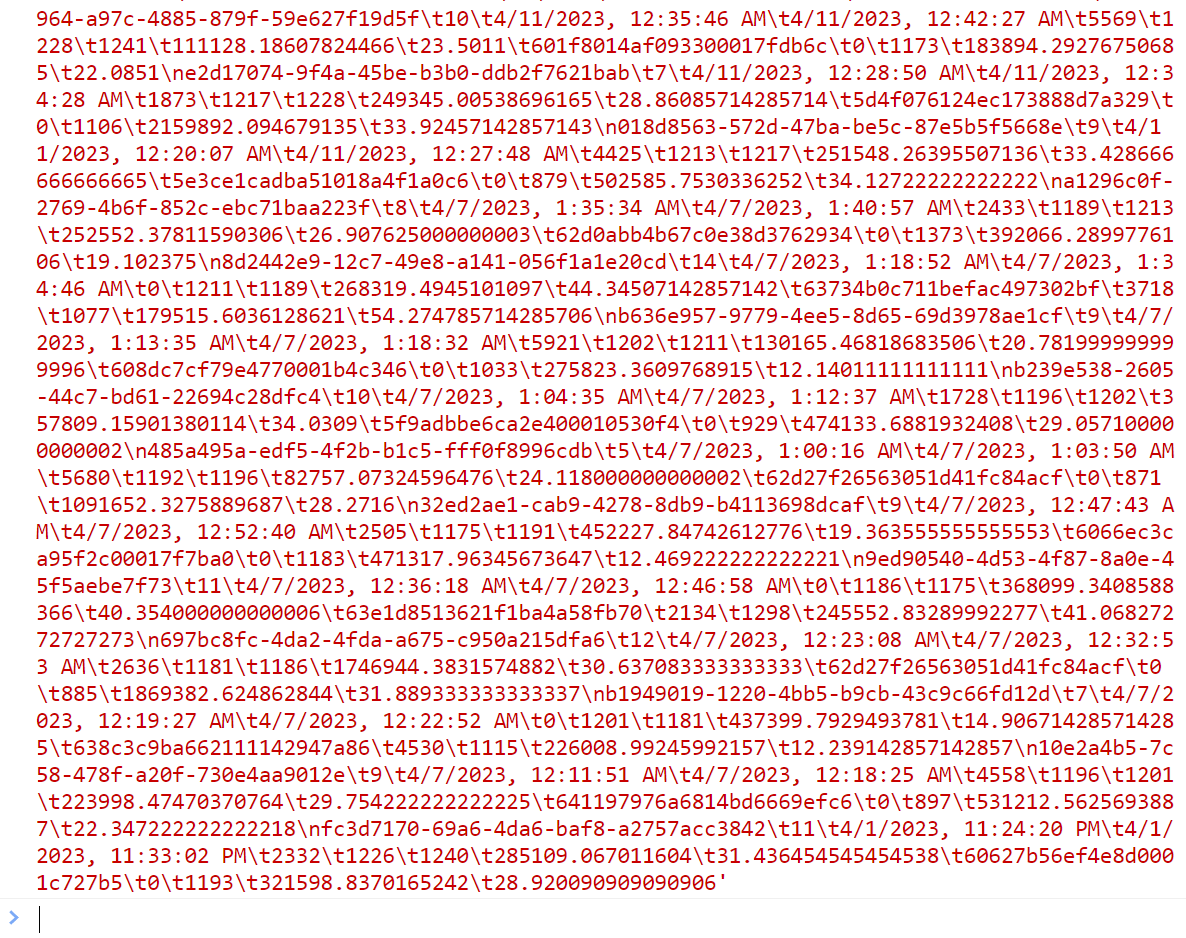 964-a97c-4885-879f-59e627f19d5f\t10\t4/11/2023, 12:35:46 AM\t4/11/2023, 12:42:27 AM\t5569\t1
228\t1241\t111128.18607824466\t23.5011\t601f8014af093300017fdb6c\t0\t1173\t183894.2927675068
5\t22.0851\ne2d17074-9f4a-45be-b3b0-ddb2f7621bab\t7\t4/11/2023, 12:28:50 AM\t4/11/2023, 12:3
4:28 AM\t1873\t1217\t1228\t249345.00538696165\t28.86085714285714\t5d4f076124ec173888d7a329\t
0\t1106\t2159892.094679135\t33.92457142857143\n018d8563-572d-47ba-be5c-87e5b5f5668e\t9\t4/1
1/2023, 12:20:07 AM\t4/11/2023, 12:27:48 AM\t4425\t1213\t1217\t251548.26395507136\t33.428666
666666665\t5e3ce1cadba51018a4f1a0c6\t0\t879\t502585.7530336252\t34.12722222222222\na1296c0f-
2769-4b6f-852c-ebc71baa223f\t8\t4/7/2023, 1:35:34 AM\t4/7/2023, 1:40:57 AM\t2433\t1189\t1213
\t252552.37811590306\t26.907625000000003\t62d0abb4b67c0e38d3762934\t0\t1373\t392066.28997761
06\t19.102375\n8d2442e9-12c7-49e8-a141-056f1a1e20cd\t14\t4/7/2023, 1:18:52 AM\t4/7/2023, 1:3
4:46 AM\t0\t1211\t1189\t268319.4945101097\t44.34507142857142\t63734b0c711befac497302bf\t3718
\t1077\t179515.6036128621\t54.274785714285706\nb636e957-9779-4ee5-8d65-69d3978ae1cf\t9\t4/7/
2023, 1:13:35 AM\t4/7/2023, 1:18:32 AM\t5921\t1202\t1211\t130165.46818683506\t20.78199999999
9996\t608dc7cf79e4770001b4c346\t0\t1033\t275823.3609768915\t12.14011111111111\nb239e538-2605
-44c7-bd61-22694c28dfc4\t10\t4/7/2023, 1:04:35 AM\t4/7/2023, 1:12:37 AM\t1728\t1196\t1202\t3
57809.15901380114\t34.0309\t5f9adbbe6ca2e400010530f4\t0\t929\t474133.6881932408\t29.05710000
0000002\n485a495a-edf5-4f2b-b1c5-fff0f8996cdb\t5\t4/7/2023, 1:00:16 AM\t4/7/2023, 1:03:50 AM
\t5680\t1192\t1196\t82757.07324596476\t24.118000000000002\t62d27f26563051d41fc84acf\t0\t871
\t1091652.3275889687\t28.2716\n32ed2ae1-cab9-4278-8db9-b4113698dcaf\t9\t4/7/2023, 12:47:43 A
M\t4/7/2023, 12:52:40 AM\t2505\t1175\t1191\t452227.84742612776\t19.363555555555553\t6066ec3c
a95f2c00017f7ba0\t0\t1183\t471317.96345673647\t12.469222222222221\n9ed90540-4d53-4f87-8a0e-4
5f5aebe7f73\t11\t4/7/2023, 12:36:18 AM\t4/7/2023, 12:46:58 AM\t0\t1186\t1175\t368099.3408588
366\t40.354000000000006\t63e1d8513621f1ba4a58fb70\t2134\t1298\t245552.83289992277\t41.068272
72727273\n697bc8fc-4da2-4fda-a675-c950a215dfa6\t12\t4/7/2023, 12:23:08 AM\t4/7/2023, 12:32:5
3 AM\t2636\t1181\t1186\t1746944.3831574882\t30.637083333333333\t62d27f26563051d41fc84acf\t0
\t885\t1869382.624862844\t31.889333333333337\nb1949019-1220-4bb5-b9cb-43c9c66fd12d\t7\t4/7/2
023, 12:19:27 AM\t4/7/2023, 12:22:52 AM\t0\t1201\t1181\t437399.7929493781\t14.90671428571428
5\t638c3c9ba662111142947a86\t4530\t1115\t226008.99245992157\t12.239142857142857\n10e2a4b5-7c
58-478f-a20f-730e4aa9012e\t9\t4/7/2023, 12:11:51 AM\t4/7/2023, 12:18:25 AM\t4558\t1196\t1201
\t223998.47470370764\t29.754222222222225\t641197976a6814bd6669efc6\t0\t897\t531212.562569388
7\t22.347222222222218\nfc3d7170-69a6-4da6-baf8-a2757acc3842\t11\t4/1/2023, 11:24:20 PM\t4/1/
2023, 11:33:02 PM\t2332\t1226\t1240\t285109.067011604\t31.436454545454538\t60627b56ef4e8d000
1c727b5\t0\t1193\t321598.8370165242\t28.920090909090906'
>